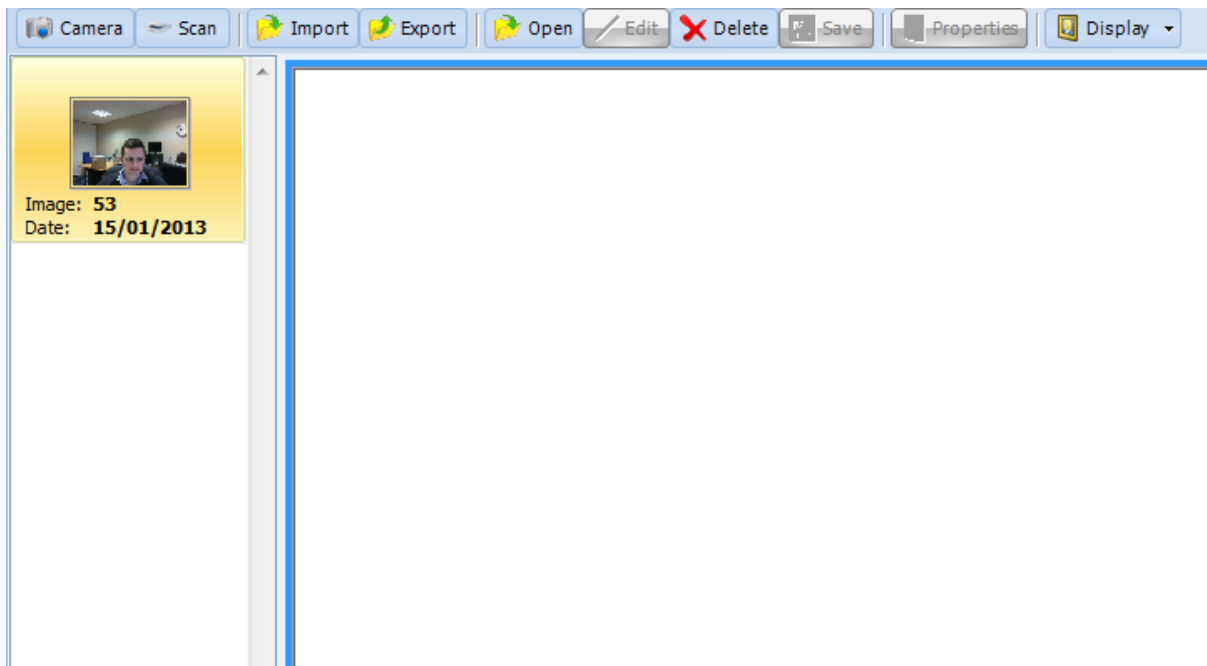 Camera Scan Import Export Open Edit Delete Save Properties Display
Image: 53
Date: 15/01/2013